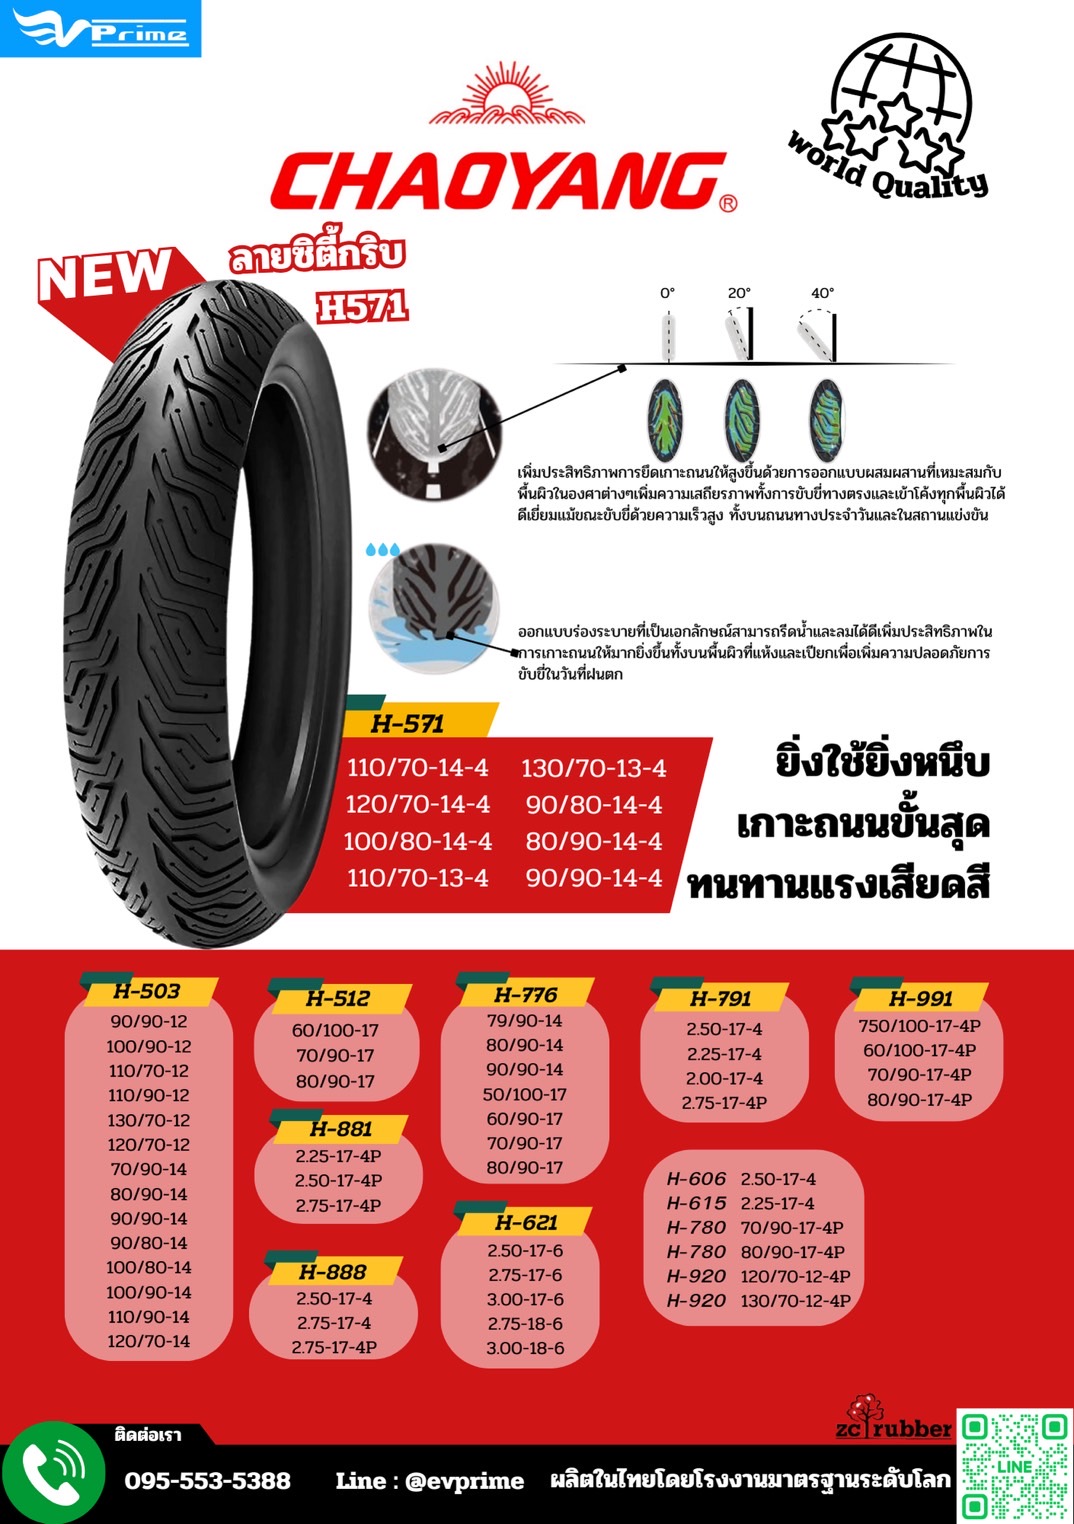 EV Prime
CHAOYANG®
world Quality
NEW
ลายซิตี้กริบ
H571
0° 20° 40°
เพิ่มประสิทธิภาพการยึดเกาะถนนให้สูงขึ้นด้วยการออกแบบผสมผสานที่เหมะสมกับ
พื้นผิวในองศาต่างๆเพิ่มความเสถียรภาพทั้งการขับขี่ทางตรงและเข้าโค้งทุกพื้นผิวได้
ดีเยี่ยมแม้ขณะขับขี่ด้วยความเร็วสูง ทั้งบนถนนทางประจำวันและในสถานแข่งขัน
ออกแบบร่องระบายที่เป็นเอกลักษณ์สามารถรีดน้ำและลมได้ดีเพิ่มประสิทธิภาพใน
การเกาะถนนให้มากยิ่งขึ้นทั้งบนพื้นผิวที่แห้งและเปียกเพื่อเพิ่มความปลอดภัยการ
ขับขี่ในวันที่ฝนตก
H-571
110/70-14-4 130/70-13-4
120/70-14-4 90/80-14-4
100/80-14-4 80/90-14-4
110/70-13-4 90/90-14-4
ยิ่งใช้ยิ่งหนึบ
เกาะถนนขั้นสุด
ทนทานแรงเสียดสี
H-503
90/90-12
100/90-12
110/70-12
110/90-12
130/70-12
120/70-12
70/90-14
80/90-14
90/90-14
90/80-14
100/80-14
100/90-14
110/90-14
120/70-14
H-512
60/100-17
70/90-17
80/90-17
H-881
2.25-17-4P
2.50-17-4P
2.75-17-4P
H-888
2.50-17-4
2.75-17-4
2.75-17-4P
H-776
79/90-14
80/90-14
90/90-14
50/100-17
60/90-17
70/90-17
80/90-17
H-621
2.50-17-6
2.75-17-6
3.00-17-6
2.75-18-6
3.00-18-6
H-791
2.50-17-4
2.25-17-4
2.00-17-4
2.75-17-4P
H-991
750/100-17-4P
60/100-17-4P
70/90-17-4P
80/90-17-4P
H-606 2.50-17-4
H-615 2.25-17-4
H-780 70/90-17-4P
H-780 80/90-17-4P
H-920 120/70-12-4P
H-920 130/70-12-4P
zc rubber
ติดต่อเรา
095-553-5388 Line : @evprime ผลิตในไทยโดยโรงงานมาตรฐานระดับโลก
LINE